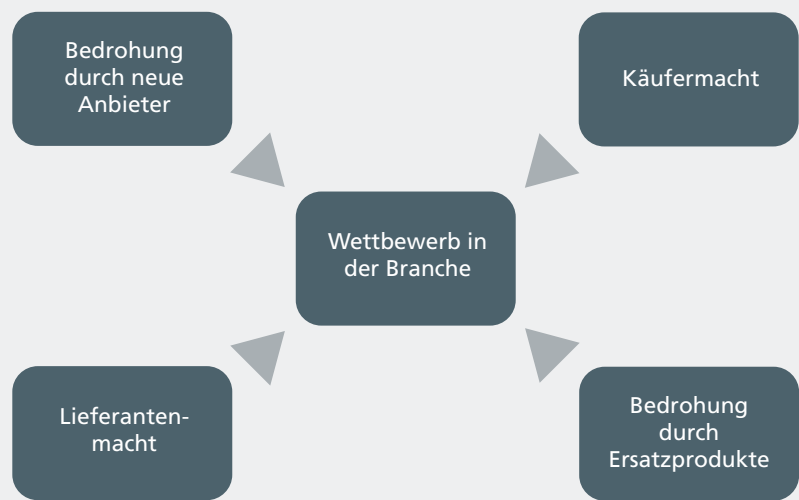 Bedrohung
durch neue
Anbieter
Käufermacht
Wettbewerb in
der Branche
Lieferanten-
macht
Bedrohung
durch
Ersatzprodukte